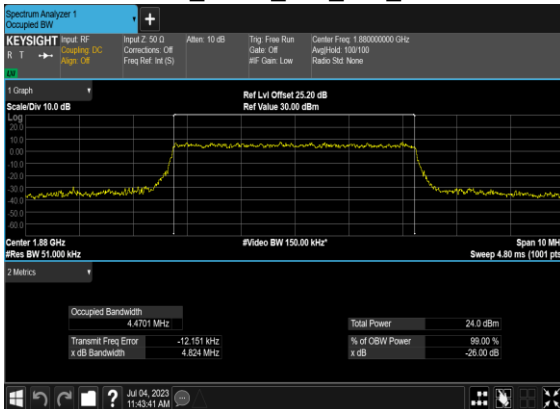 Spectrum Analyzer 1
Occupied BW
KEYSIGHT Input: RF Input Z: 50 Ω Atten: 10 dB Trig: Free Run Center Freq: 1.880000000 GHz
R T Coupling: DC Corrections: Off Gate: Off Avg|Hold: 100/100
Align: Off Freq Ref: Int (S) #IF Gain: Low Radio Std: None
LXI
1 Graph
Ref Lvl Offset 25.20 dB
Scale/Div 10.0 dB Ref Value 30.00 dBm
Log
20.0
10.0
0.00
-10.0
-20.0
-30.0
-40.0
-50.0
-60.0
Center 1.88 GHz #Video BW 150.00 kHz* Span 10 MH
#Res BW 51.000 kHz Sweep 4.80 ms (1001 pts
2 Metrics
Occupied Bandwidth
4.4701 MHz Total Power 24.0 dBm
Transmit Freq Error -12.151 kHz % of OBW Power 99.00 %
x dB Bandwidth 4.824 MHz x dB -26.00 dB
? Jul 04, 2023
11:43:41 AM